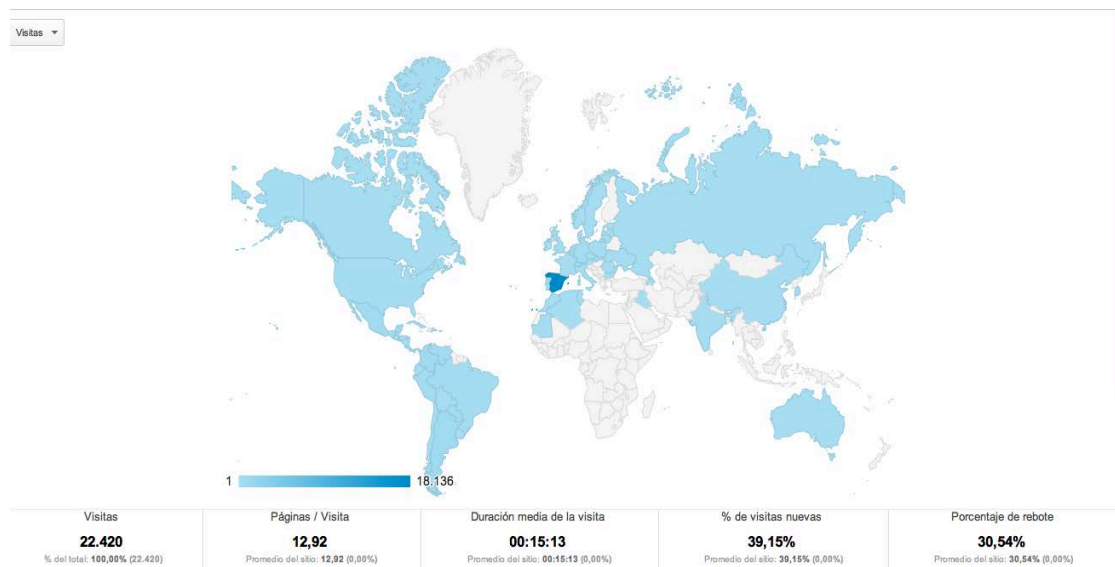 Visitas
1 18.136
Visitas
22.420
% del total: 100,00% (22.420)
Páginas / Visita
12,92
Promedio del sitio: 12,92 (0,00%)
Duración media de la visita
00:15:13
Promedio del sitio: 00:15:13 (0,00%)
% de visitas nuevas
39,15%
Promedio del sitio: 39,15% (0,00%)
Porcentaje de rebote
30,54%
Promedio del sitio: 30,54% (0,00%)